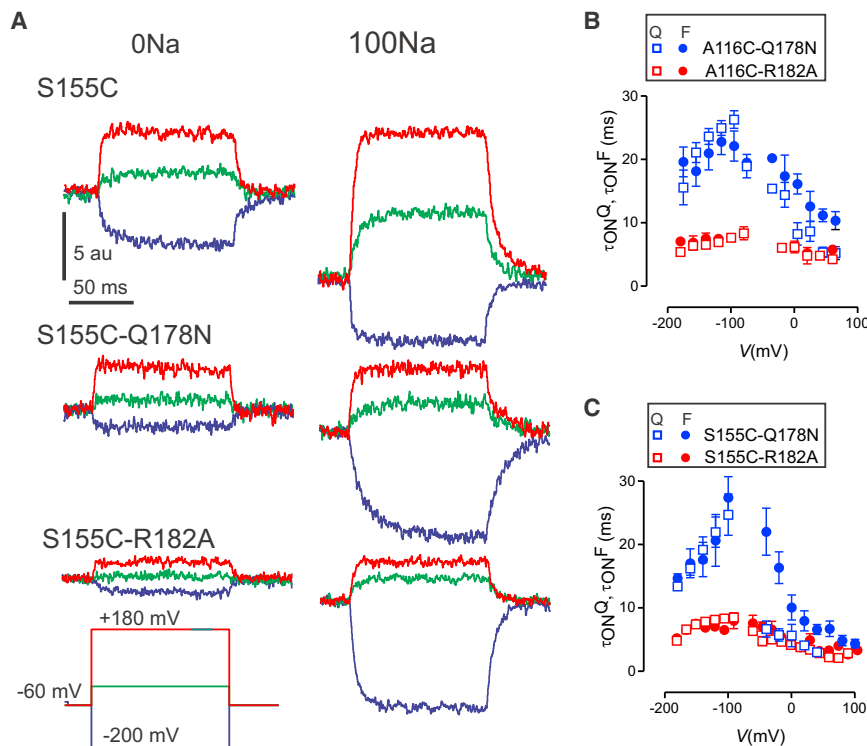 A
0Na
100Na
S155C
5 au
50 ms
S155C-Q178N
S155C-R182A
+180 mV
-60 mV
-200 mV
B
Q F
A116C-Q178N
A116C-R182A
30
20
10
0
τONQ, τONF (ms)
-200 -100 0 100
V(mV)
C
Q F
S155C-Q178N
S155C-R182A
30
20
10
0
τONQ, τONF (ms)
-200 -100 0 100
V(mV)